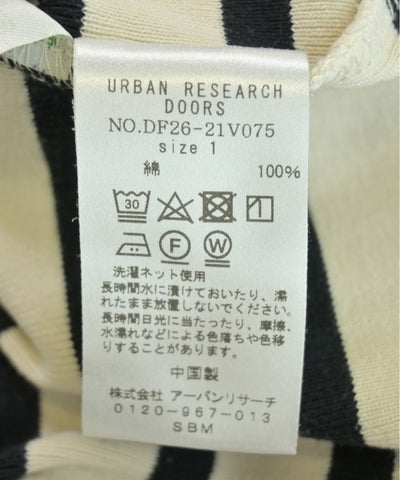 URBAN RESEARCH
DOORS
NO.DF26-21V075
size 1
綿 100%
30
F W
洗濯ネット使用
長時間水に漬けておいたり、濡
れたまま放置しないでください。
長時間日光に当たったり、摩擦、
水濡れなどによる色落ちや色移
りすることがあります。
中国製
株式会社 アーバンリサーチ
0120-967-013
SBM